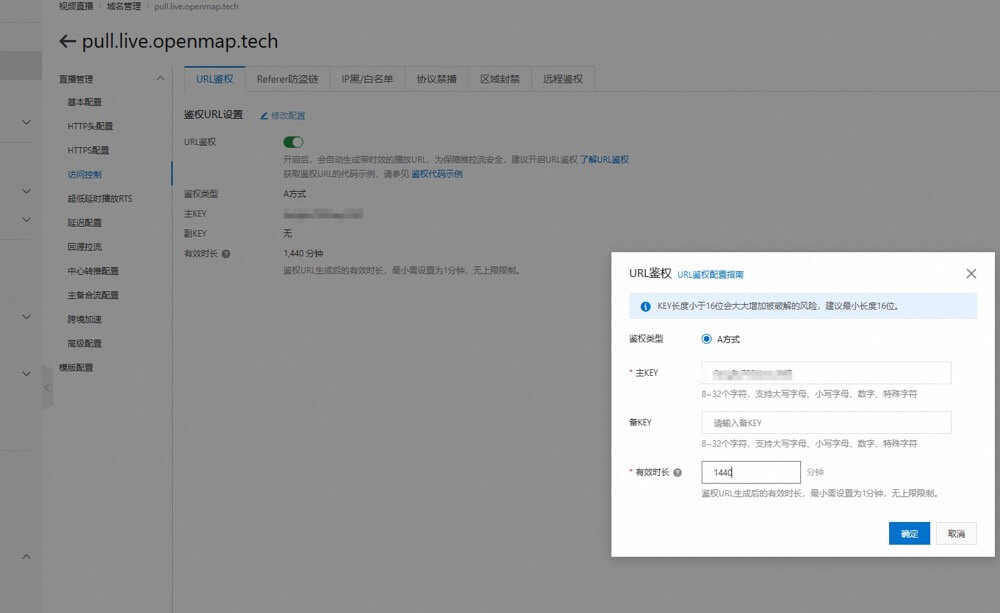 视频直播 / 域名管理 / pull.live.openmap.tech
← pull.live.openmap.tech
直播管理
基本配置
HTTP头配置
HTTPS配置
访问控制
超低延时播放RTS
延迟配置
回源拉流
中心转推配置
主备合流配置
跨境加速
高级配置
模版配置
URL鉴权 Referer防盗链 IP黑/白名单 协议禁播 区域封禁 远程鉴权
鉴权URL设置 修改配置
URL鉴权
开启后，会自动生成带时效的播放URL，为保障推拉流安全，建议开启URL鉴权 了解URL鉴权
获取鉴权URL的代码示例，请参见 鉴权代码示例
鉴权类型 A方式
主KEY
副KEY 无
有效时长 1,440 分钟
鉴权URL生成后的有效时长，最小需设置为1分钟，无上限限制。
URL鉴权 URL鉴权配置指南
KEY长度小于16位会大大增加被破解的风险，建议最小长度16位。
鉴权类型 A方式
* 主KEY
8~32个字符，支持大写字母、小写字母、数字、特殊字符
备KEY 请输入备KEY
8~32个字符，支持大写字母、小写字母、数字、特殊字符
* 有效时长 1440 分钟
鉴权URL生成后的有效时长，最小需设置为1分钟，无上限限制。
确定 取消